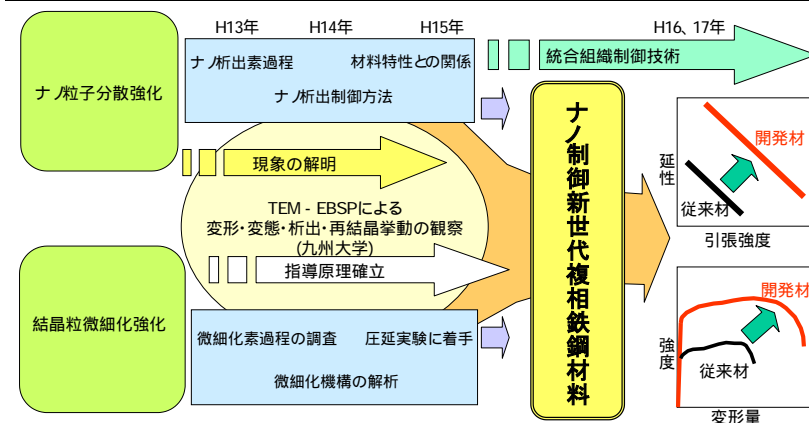 H13年 H14年 H15年 H16、17年
ナノ粒子分散強化
ナノ析出素過程 材料特性との関係
ナノ析出制御方法
統合組織制御技術
現象の解明
TEM - EBSPによる
変形・変態・析出・再結晶挙動の観察
(九州大学)
指導原理確立
結晶粒微細化強化
微細化素過程の調査 圧延実験に着手
微細化機構の解析
ナノ制御新世代複相鉄鋼材料
延性
開発材
従来材
引張強度
強度
開発材
従来材
変形量